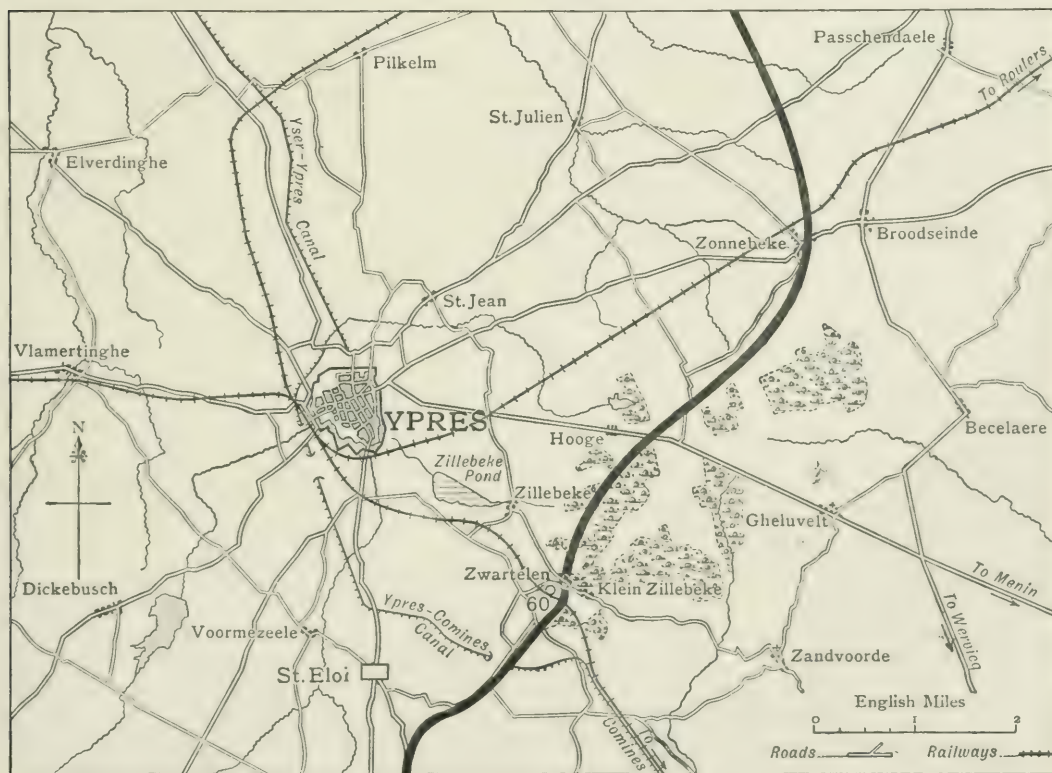 Passchendaele
To Roulers
Pilkelm
St. Julien
Yser-Ypres
Canal
Elverdinghe
Broodseinde
Zonnebeke
St. Jean
Vlamertinghe
YPRES
Hooge
Becelaere
N
Zillebeke
Pond
Zillebeke
Gheluvelt
Zwartelen
Klein Zillebeke
To Menin
Dickebusch
60
To Wervicq
Ypres-Comines
Canal
Voormezeele
Zandvoorde
St. Eloi
English Miles
0 1 2
To
Comines
Roads
Railways